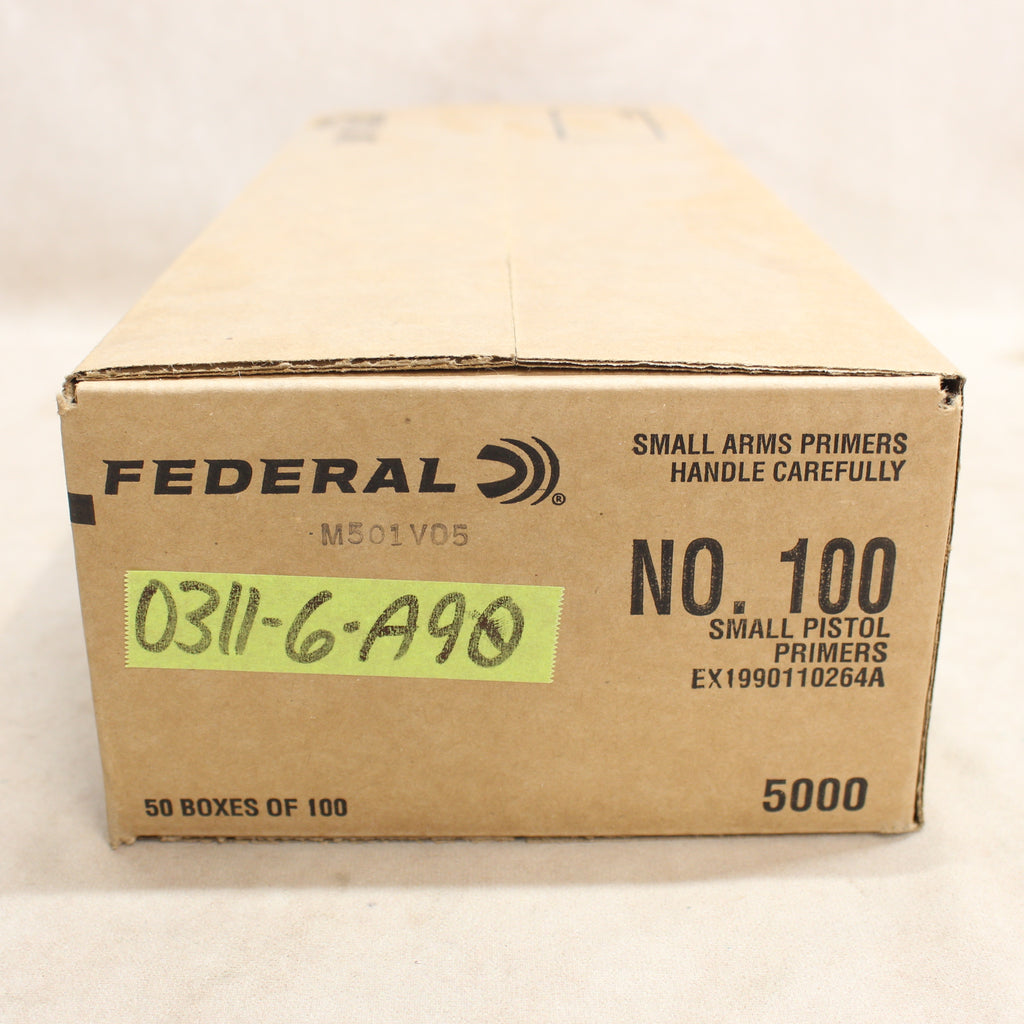 FEDERAL ®
M501V05
0311-6-A90
SMALL ARMS PRIMERS
HANDLE CAREFULLY
NO. 100
SMALL PISTOL
PRIMERS
EX1990110264A
50 BOXES OF 100
5000